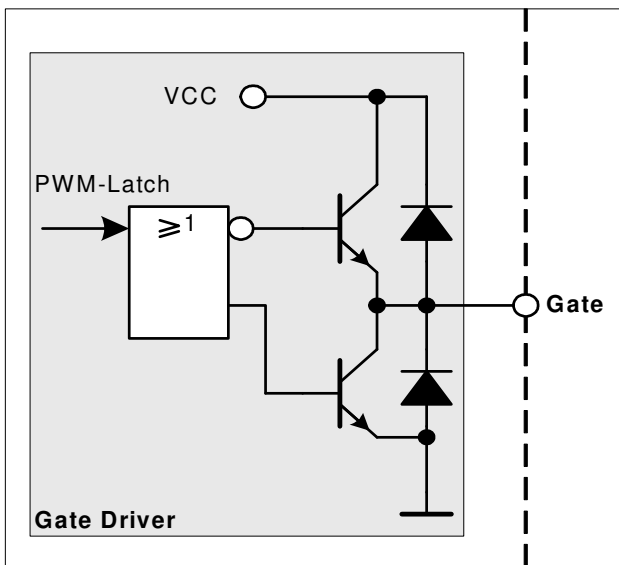 VCC
PWM-Latch
≥1
Gate
Gate Driver